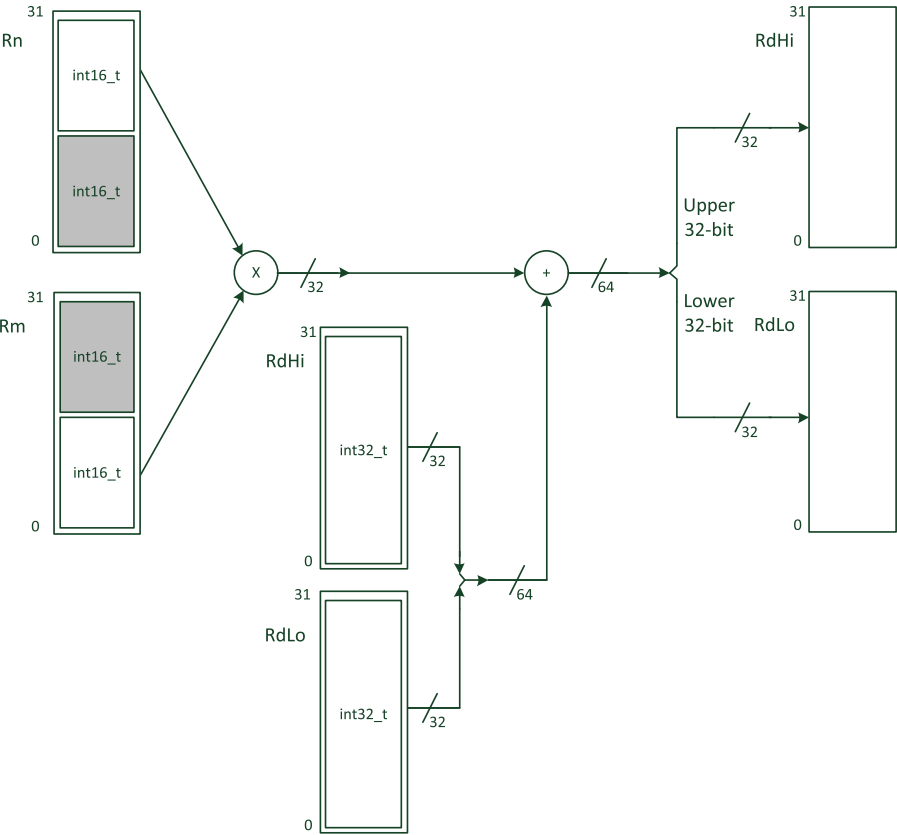 31
Rn
int16_t
int16_t
0
31
Rm
int16_t
int16_t
0
X
32
31
RdHi
int32_t
32
0
31
RdLo
int32_t
32
0
64
+
64
Upper
32-bit
Lower
32-bit
32
32
31
RdHi
0
31
RdLo
0